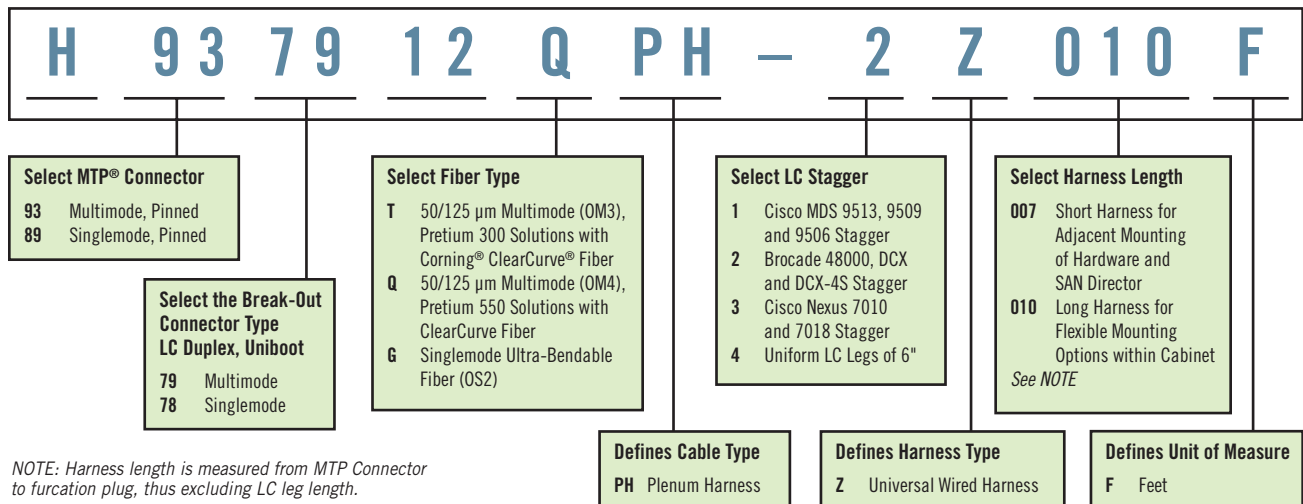 H 93 79 12 Q PH – 2 Z 010 F
Select MTP® Connector
93 Multimode, Pinned
89 Singlemode, Pinned
Select the Break-Out
Connector Type
LC Duplex, Uniboot
79 Multimode
78 Singlemode
Select Fiber Type
T 50/125 µm Multimode (OM3),
Pretium 300 Solutions with
Corning® ClearCurve® Fiber
Q 50/125 µm Multimode (OM4),
Pretium 550 Solutions with
ClearCurve Fiber
G Singlemode Ultra-Bendable
Fiber (OS2)
Select LC Stagger
1 Cisco MDS 9513, 9509
and 9506 Stagger
2 Brocade 48000, DCX
and DCX-4S Stagger
3 Cisco Nexus 7010
and 7018 Stagger
4 Uniform LC Legs of 6"
Select Harness Length
007 Short Harness for
Adjacent Mounting
of Hardware and
SAN Director
010 Long Harness for
Flexible Mounting
Options within Cabinet
See NOTE
Defines Cable Type
PH Plenum Harness
Defines Harness Type
Z Universal Wired Harness
Defines Unit of Measure
F Feet
NOTE: Harness length is measured from MTP Connector
to furcation plug, thus excluding LC leg length.